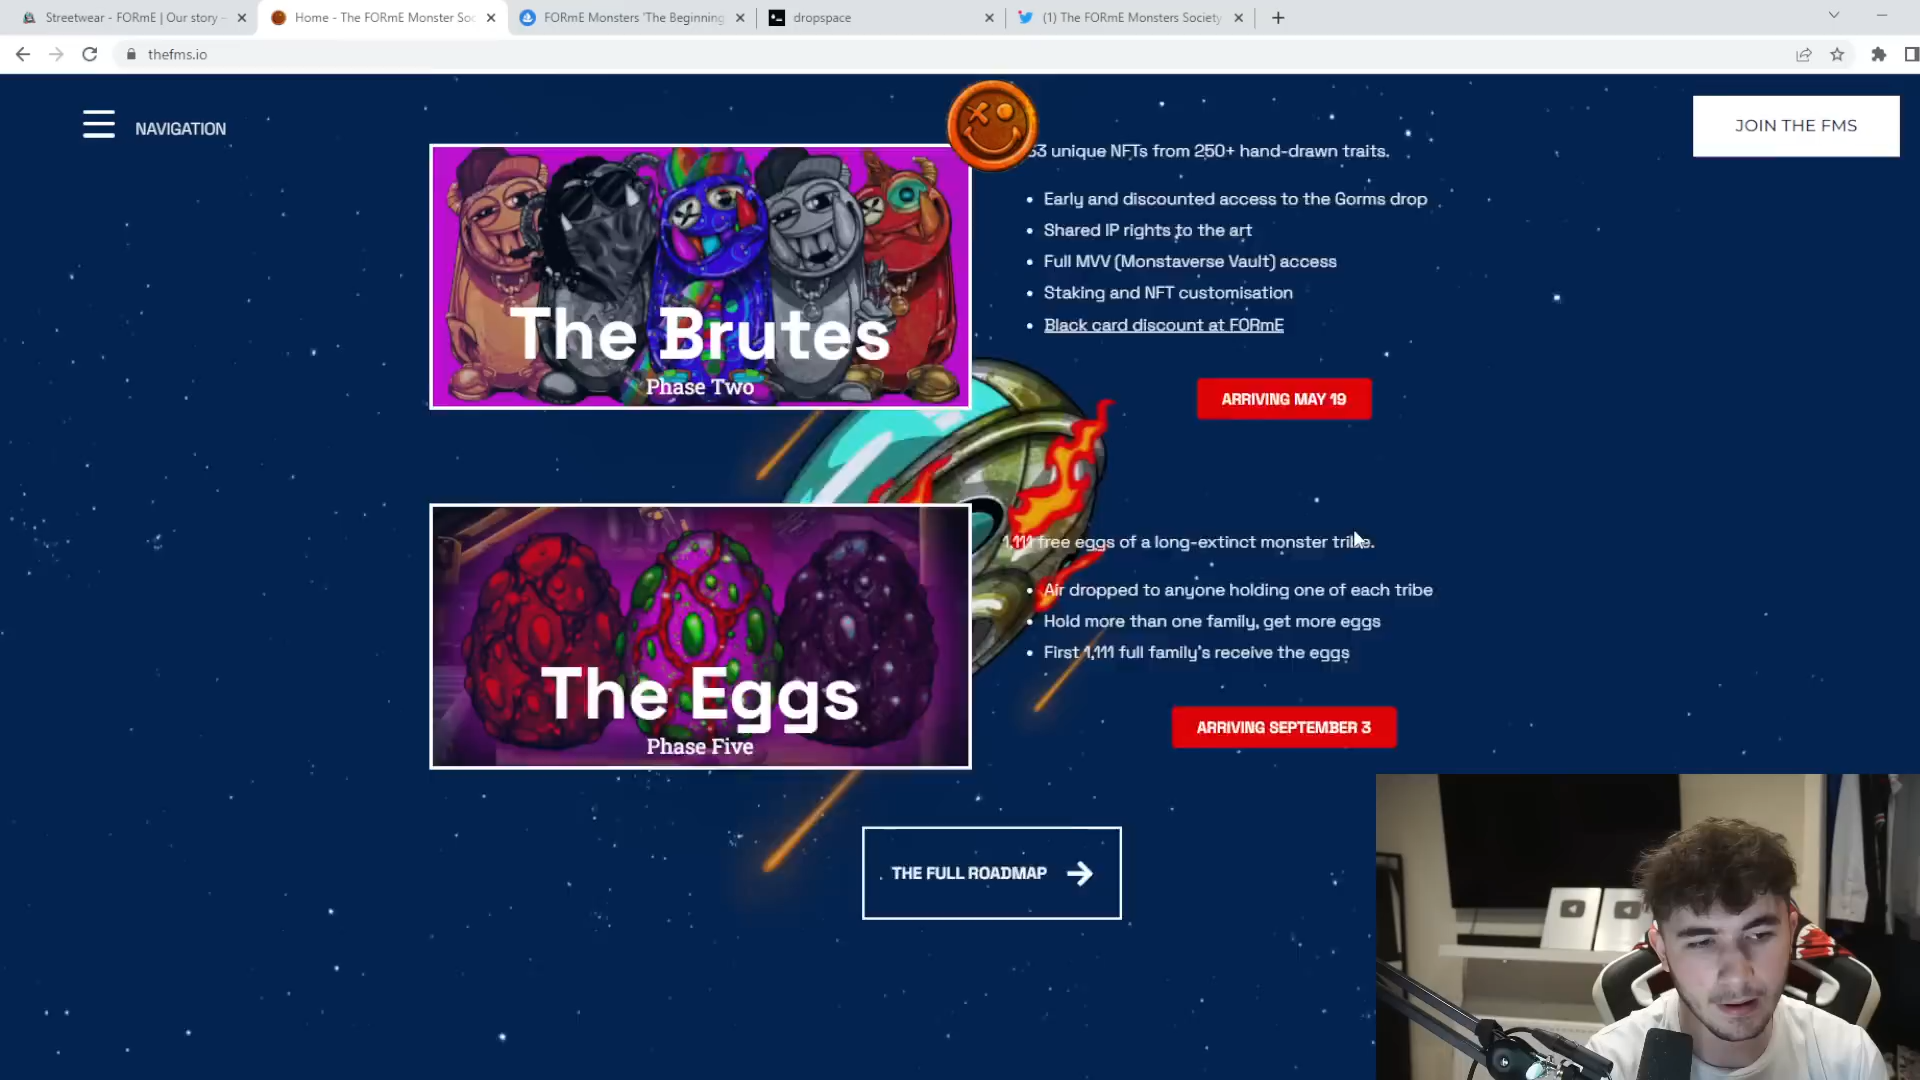 Streetwear - FORmE | Our story -
Home - The FORmE Monster Soc
FORmE Monsters 'The Beginning
dropspace
(1) The FORmE Monsters Society
thefms.io
NAVIGATION
JOIN THE FMS
53 unique NFTs from 250+ hand-drawn traits.
• Early and discounted access to the Gorms drop
• Shared IP rights to the art
• Full MVV (Monstaverse Vault) access
• Staking and NFT customisation
• Black card discount at FORmE
The Brutes
Phase Two
ARRIVING MAY 19
1,111 free eggs of a long-extinct monster tribe.
• Air dropped to anyone holding one of each tribe
• Hold more than one family, get more eggs
• First 1,111 full family's receive the eggs
The Eggs
Phase Five
ARRIVING SEPTEMBER 3
THE FULL ROADMAP